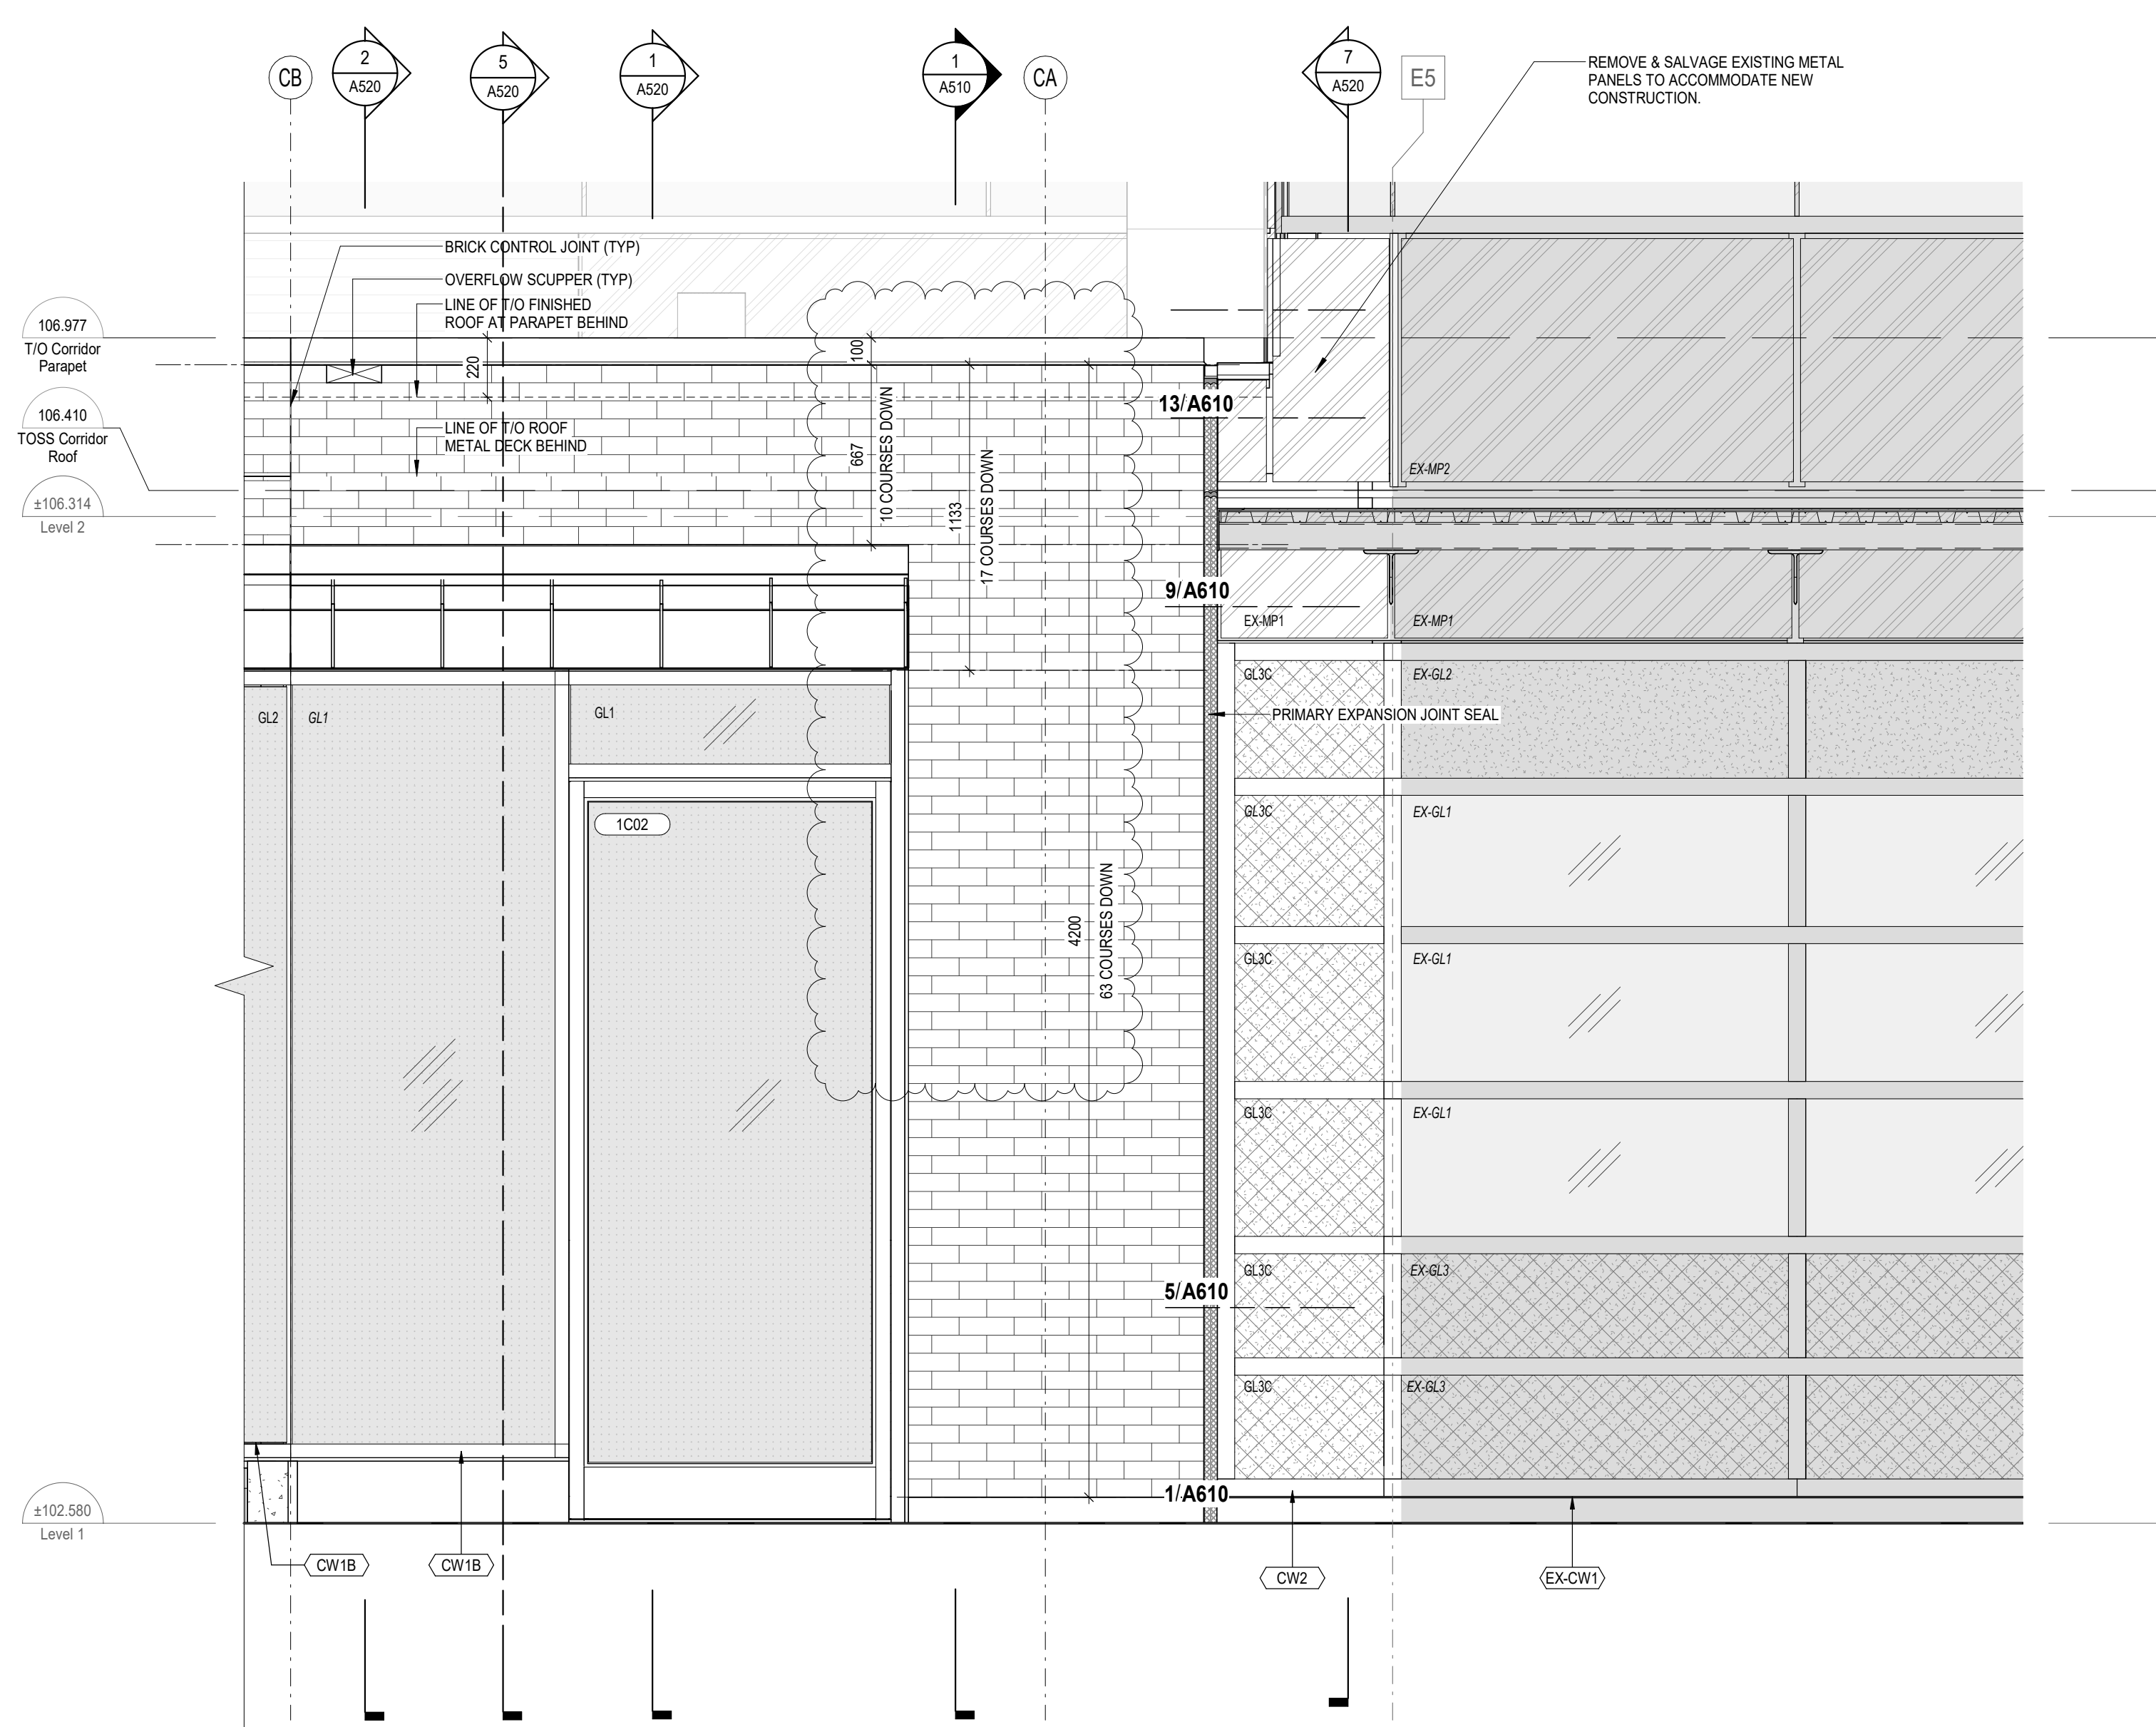 CB
2
A520
5
A520
1
A520
1
A510
CA
7
A520
E5
REMOVE & SALVAGE EXISTING METAL
PANELS TO ACCOMMODATE NEW
CONSTRUCTION.
BRICK CONTROL JOINT (TYP)
OVERFLOW SCUPPER (TYP)
LINE OF T/O FINISHED
ROOF AT PARAPET BEHIND
106.977
T/O Corridor
Parapet
220
100
13/A610
106.410
TOSS Corridor
Roof
LINE OF T/O ROOF
METAL DECK BEHIND
667
10 COURSES DOWN
1133
17 COURSES DOWN
EX-MP2
±106.314
Level 2
9/A610
EX-MP1
EX-MP1
GL3C
EX-GL2
GL2
GL1
GL1
PRIMARY EXPANSION JOINT SEAL
1C02
GL3C
EX-GL1
4200
63 COURSES DOWN
GL3C
EX-GL1
GL3C
EX-GL1
GL3C
EX-GL3
5/A610
GL3C
EX-GL3
1/A610
±102.580
Level 1
CW1B
CW1B
CW2
EX-CW1